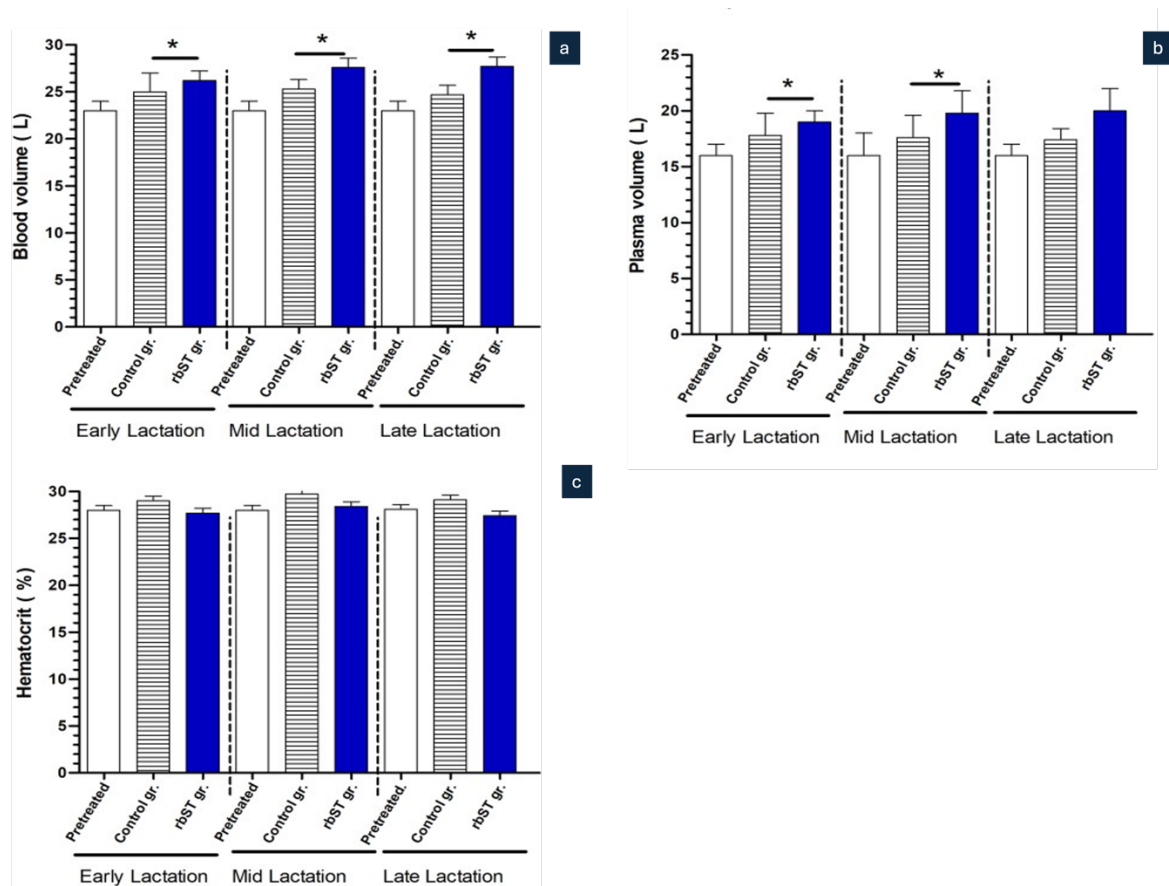 a
Blood volume ( L)
30
25
20
15
10
5
0
*
*
*
Pretreated
Control gr.
rbST gr.
Pretreated
Control gr.
rbST gr.
Pretreated.
Control gr.
rbST gr.
Early Lactation
Mid Lactation
Late Lactation
b
Plasma volume ( L)
25
20
15
10
5
0
*
*
Pretreated
Control gr.
rbST gr.
Pretreated
Control gr.
rbST gr.
Pretreated.
Control gr.
rbST gr.
Early Lactation
Mid Lactation
Late Lactation
c
Hematocrit ( %)
30
25
20
15
10
5
0
Pretreated
Control gr.
rbST gr.
Pretreated
Control gr.
rbST gr.
Pretreated.
Control gr.
rbST gr.
Early Lactation
Mid Lactation
Late Lactation